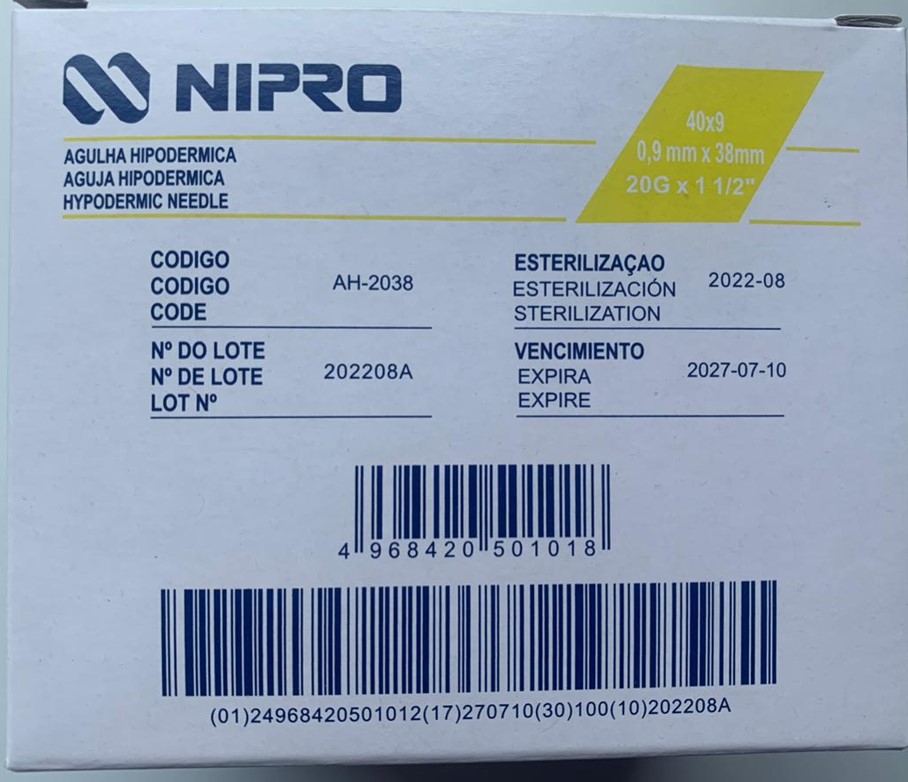 NIPRO
40x9
0,9 mm x 38mm
20G x 1 1/2"
AGULHA HIPODERMICA
AGUJA HIPODERMICA
HYPODERMIC NEEDLE
CODIGO
CODIGO
CODE
AH-2038
ESTERILIZAÇAO
ESTERILIZACIÓN
STERILIZATION
2022-08
Nº DO LOTE
Nº DE LOTE
LOT Nº
202208A
VENCIMIENTO
EXPIRA
EXPIRE
2027-07-10
4 968420 501018
(01)24968420501012(17)270710(30)100(10)202208A